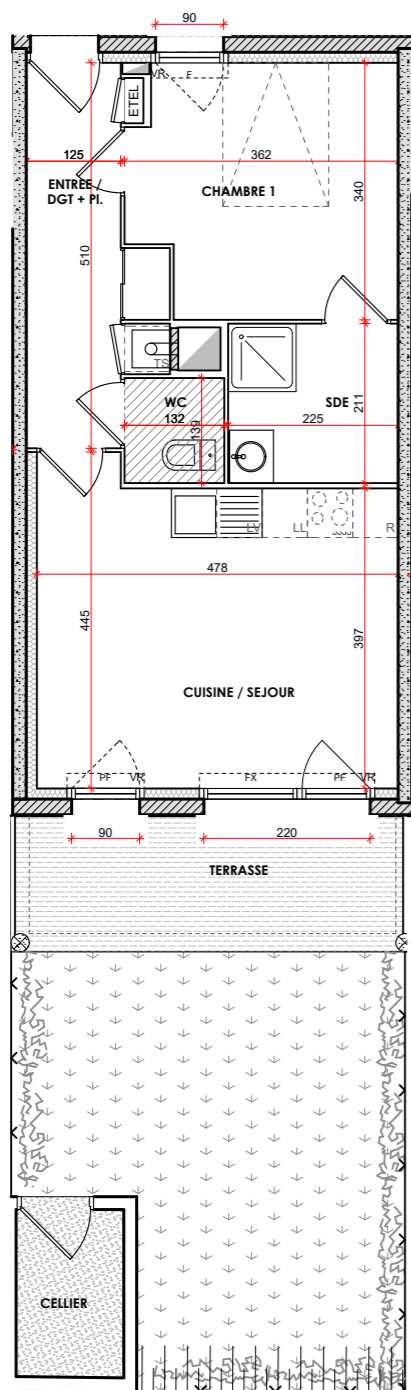 90
VR
F
ETEL
125
362
ENTREE /
DGT + PI.
CHAMBRE 1
340
510
TS
WC
132
139
SDE
225
211
LV
LL
R
478
445
397
CUISINE / SEJOUR
PF
VR
FX
PF
VR
90
220
TERRASSE
CELLIER